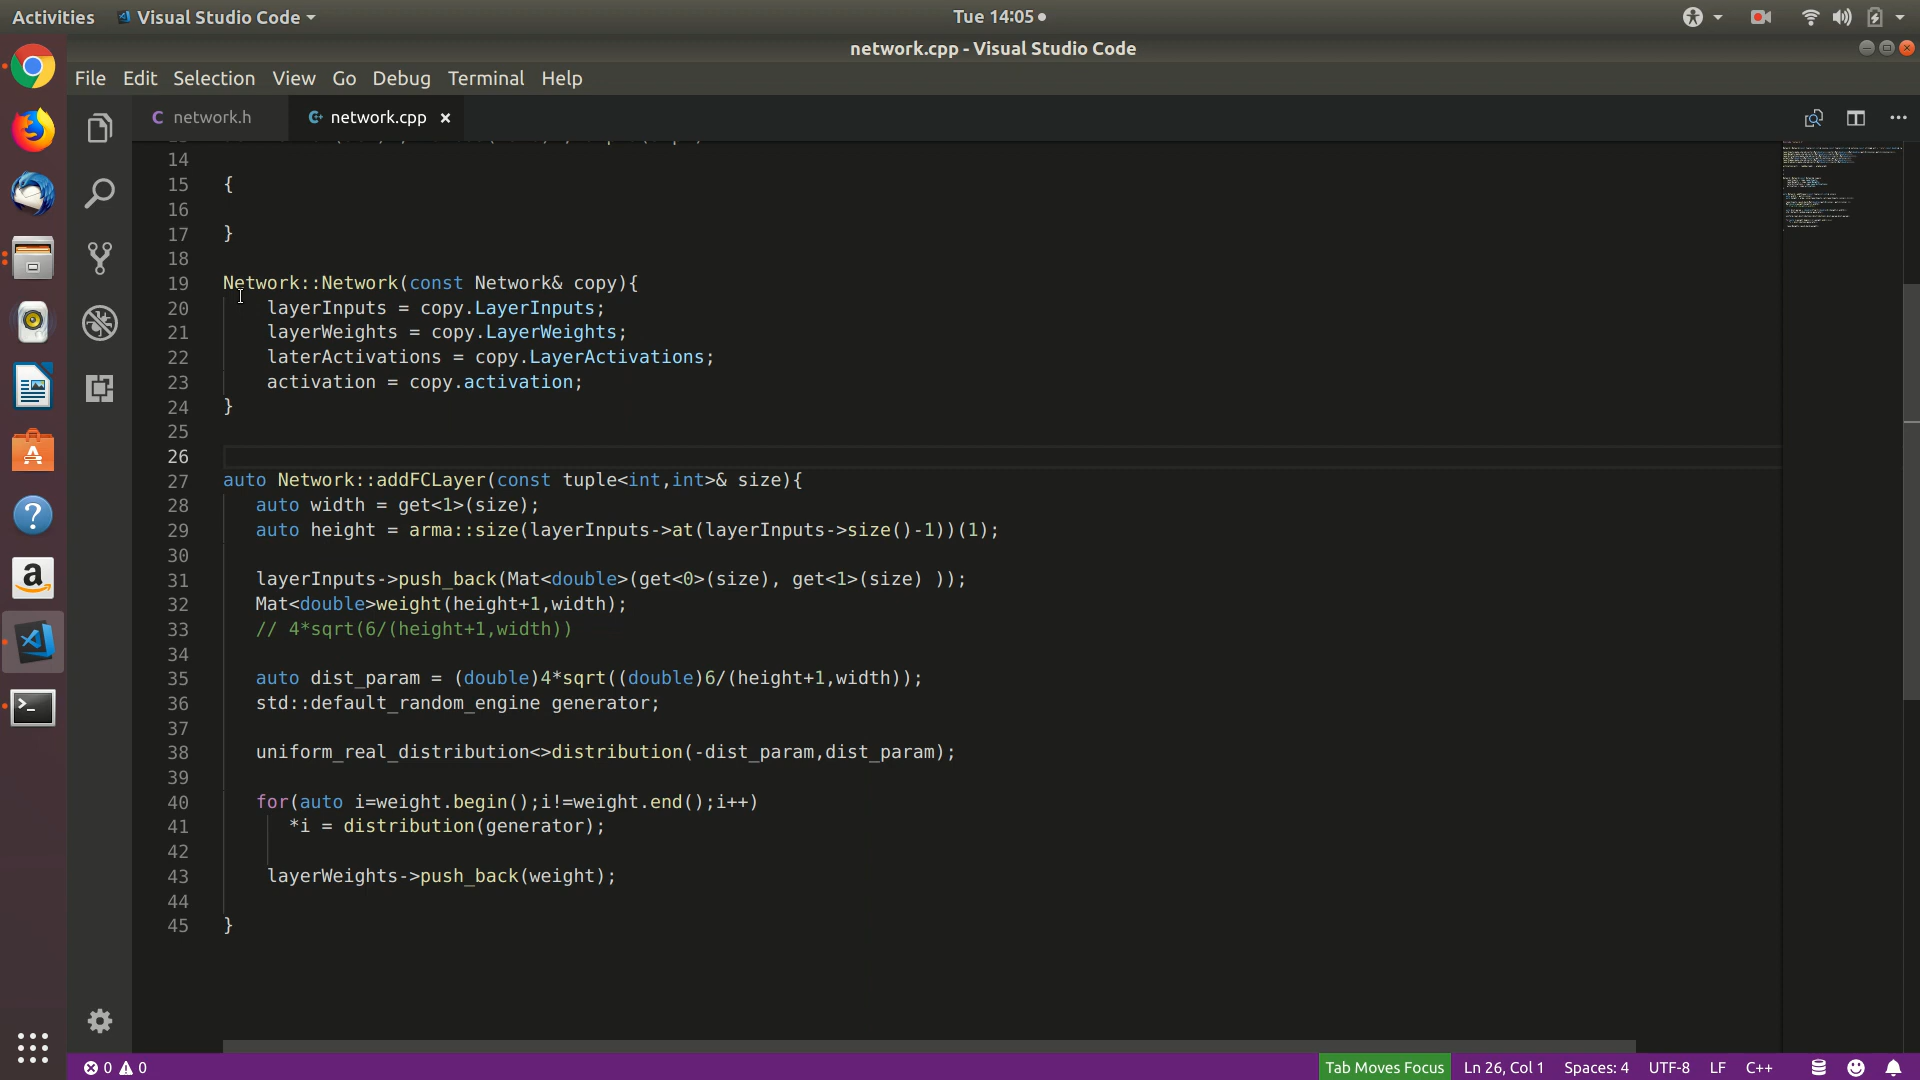 Activities Visual Studio Code Tue 14:05
network.cpp - Visual Studio Code
File Edit Selection View Go Debug Terminal Help
network.h network.cpp
14
15 {
16
17 }
18
19 Network::Network(const Network& copy){
20 layerInputs = copy.LayerInputs;
21 layerWeights = copy.LayerWeights;
22 laterActivations = copy.LayerActivations;
23 activation = copy.activation;
24 }
25
26
27 auto Network::addFCLayer(const tuple<int,int>& size){
28 auto width = get<1>(size);
29 auto height = arma::size(layerInputs->at(layerInputs->size()-1))(1);
30
31 layerInputs->push_back(Mat<double>(get<0>(size), get<1>(size) ));
32 Mat<double>weight(height+1,width);
33 // 4*sqrt(6/(height+1,width))
34
35 auto dist_param = (double)4*sqrt((double)6/(height+1,width));
36 std::default_random_engine generator;
37
38 uniform_real_distribution<>distribution(-dist_param,dist_param);
39
40 for(auto i=weight.begin();i!=weight.end();i++)
41 *i = distribution(generator);
42
43 layerWeights->push_back(weight);
44
45 }
0 0 Tab Moves Focus Ln 26, Col 1 Spaces: 4 UTF-8 LF C++